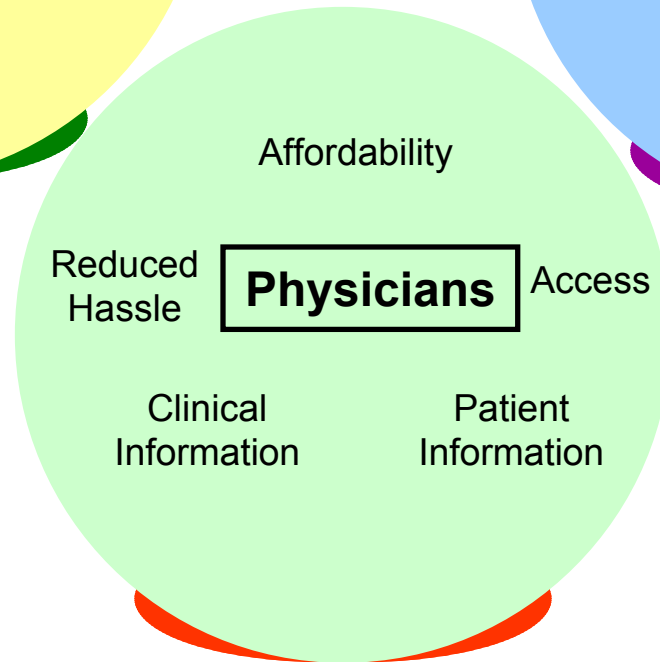 Affordability
Reduced
Hassle
Physicians
Access
Clinical
Information
Patient
Information